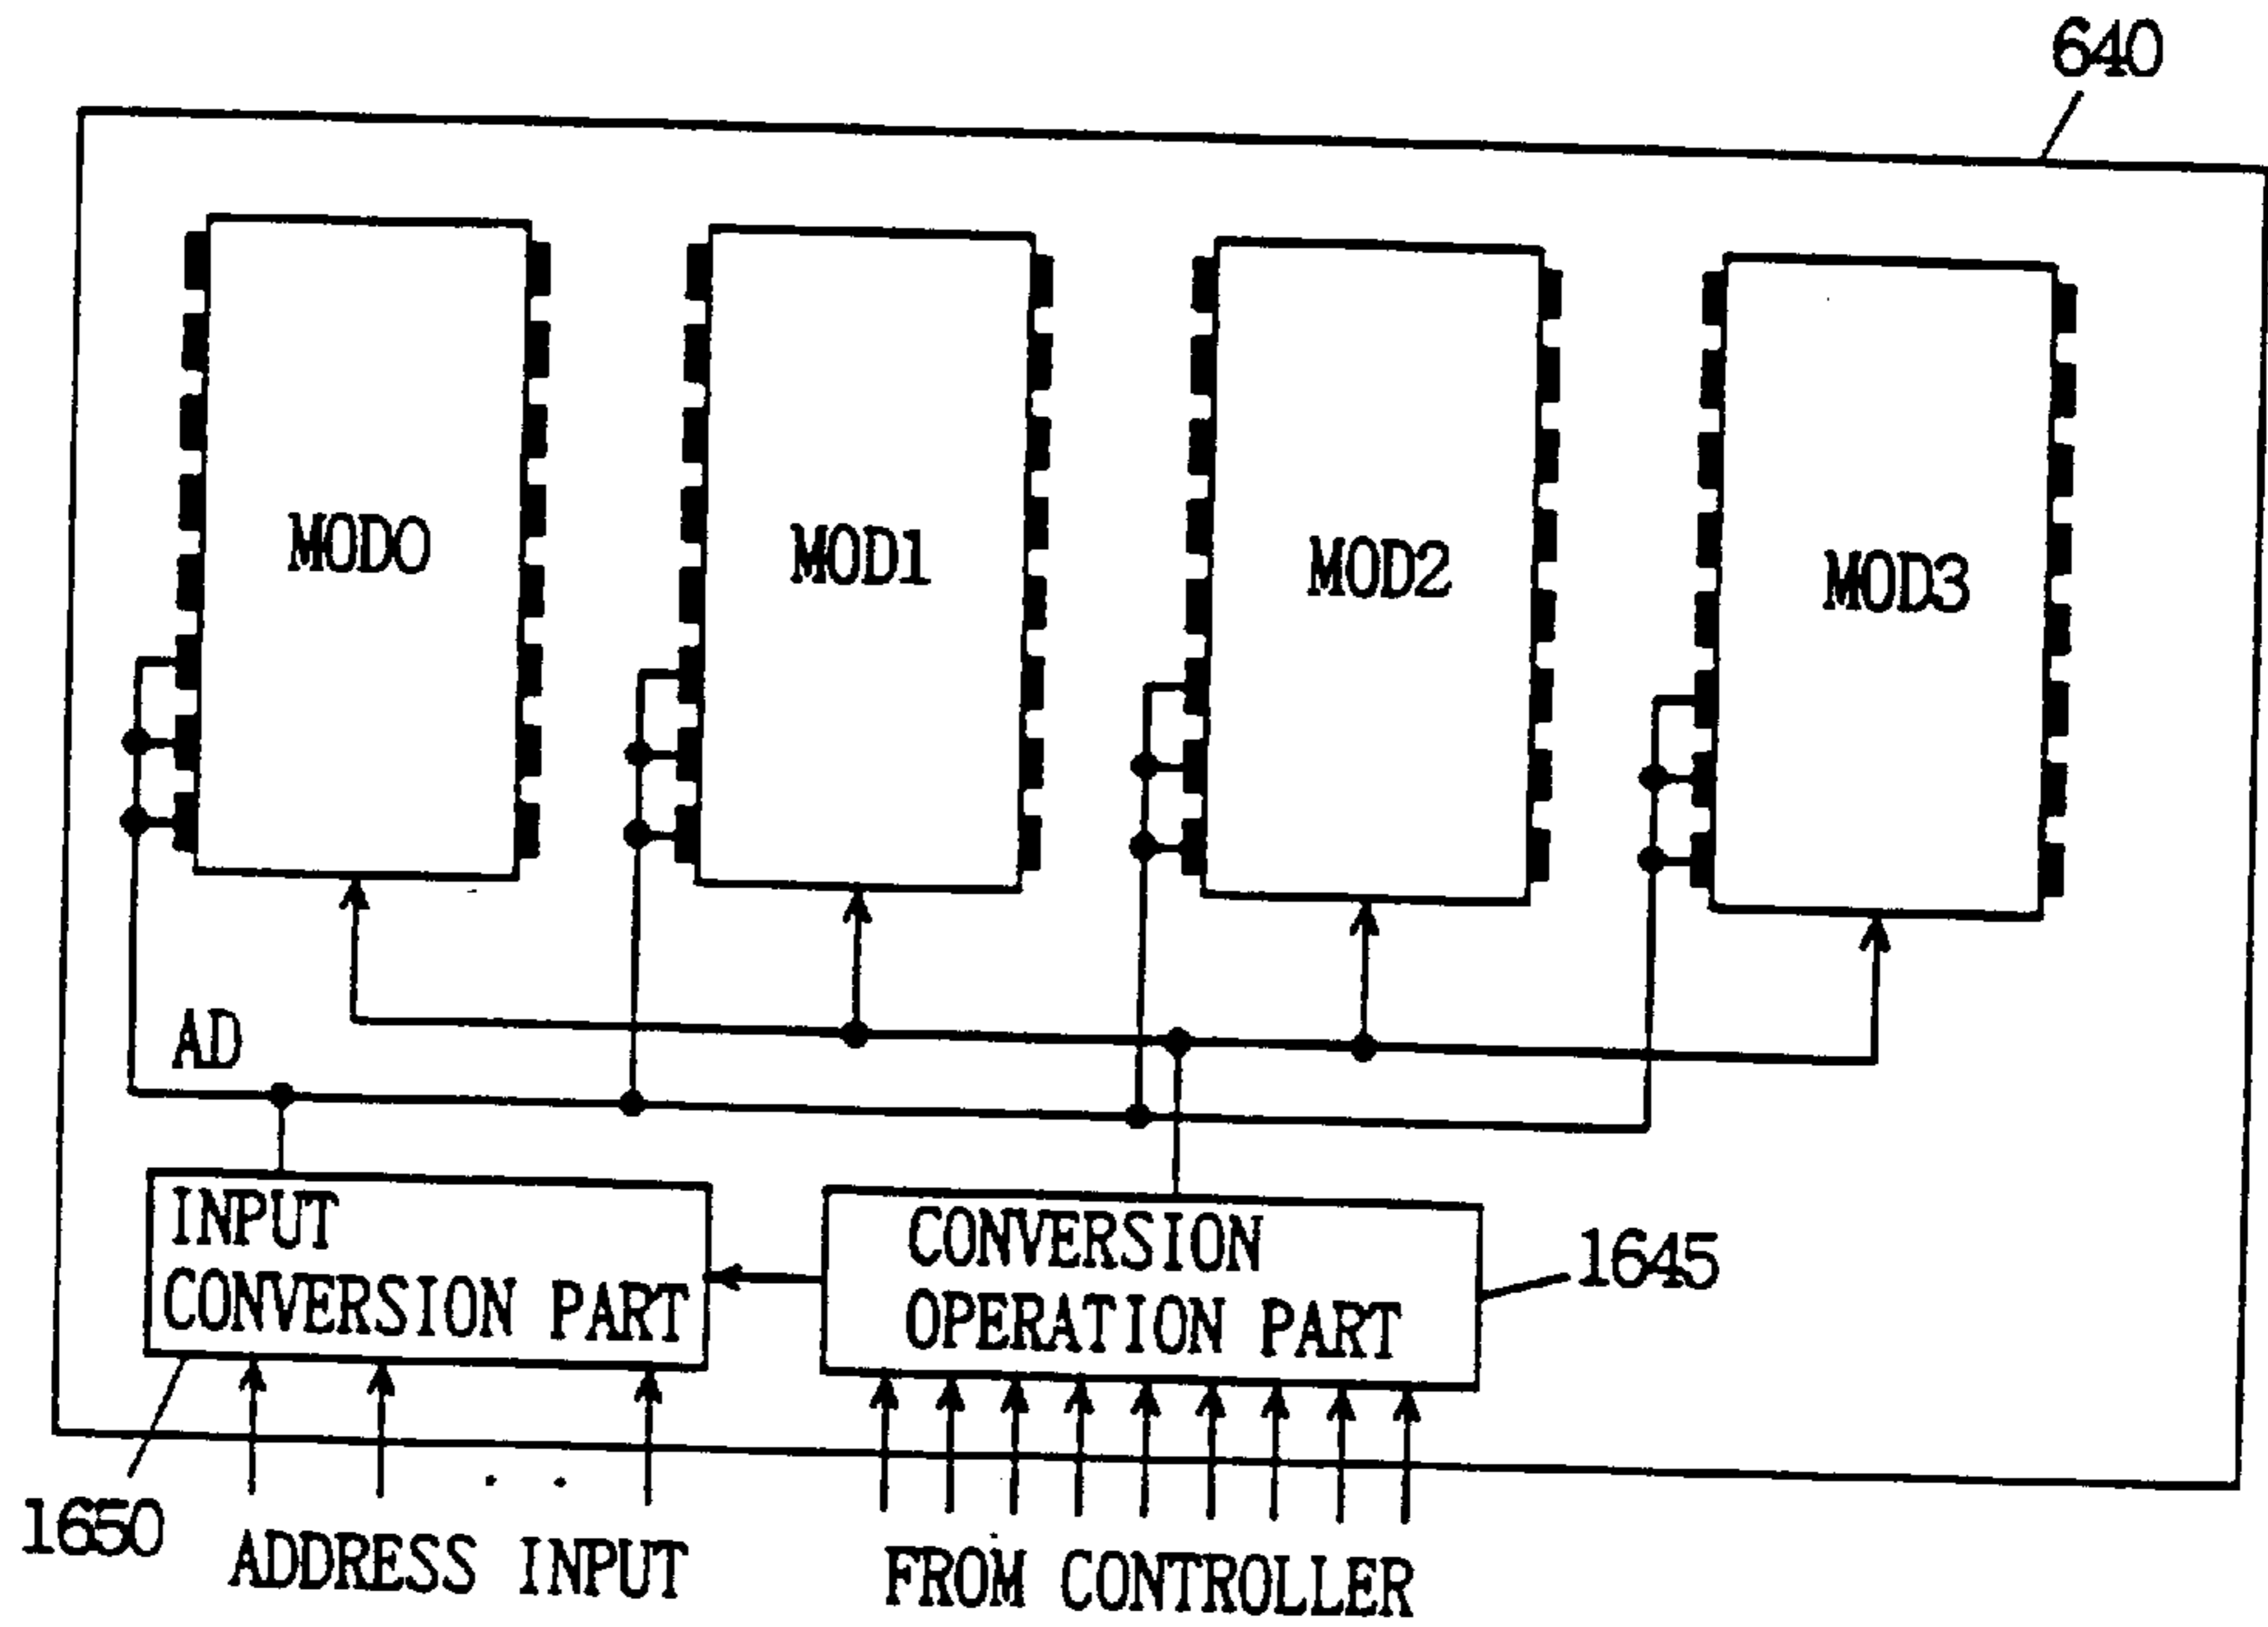 640
MOD0
MOD1
MOD2
MOD3
AD
INPUT
CONVERSION PART
CONVERSION
OPERATION PART
1645
1650
ADDRESS INPUT
FROM CONTROLLER